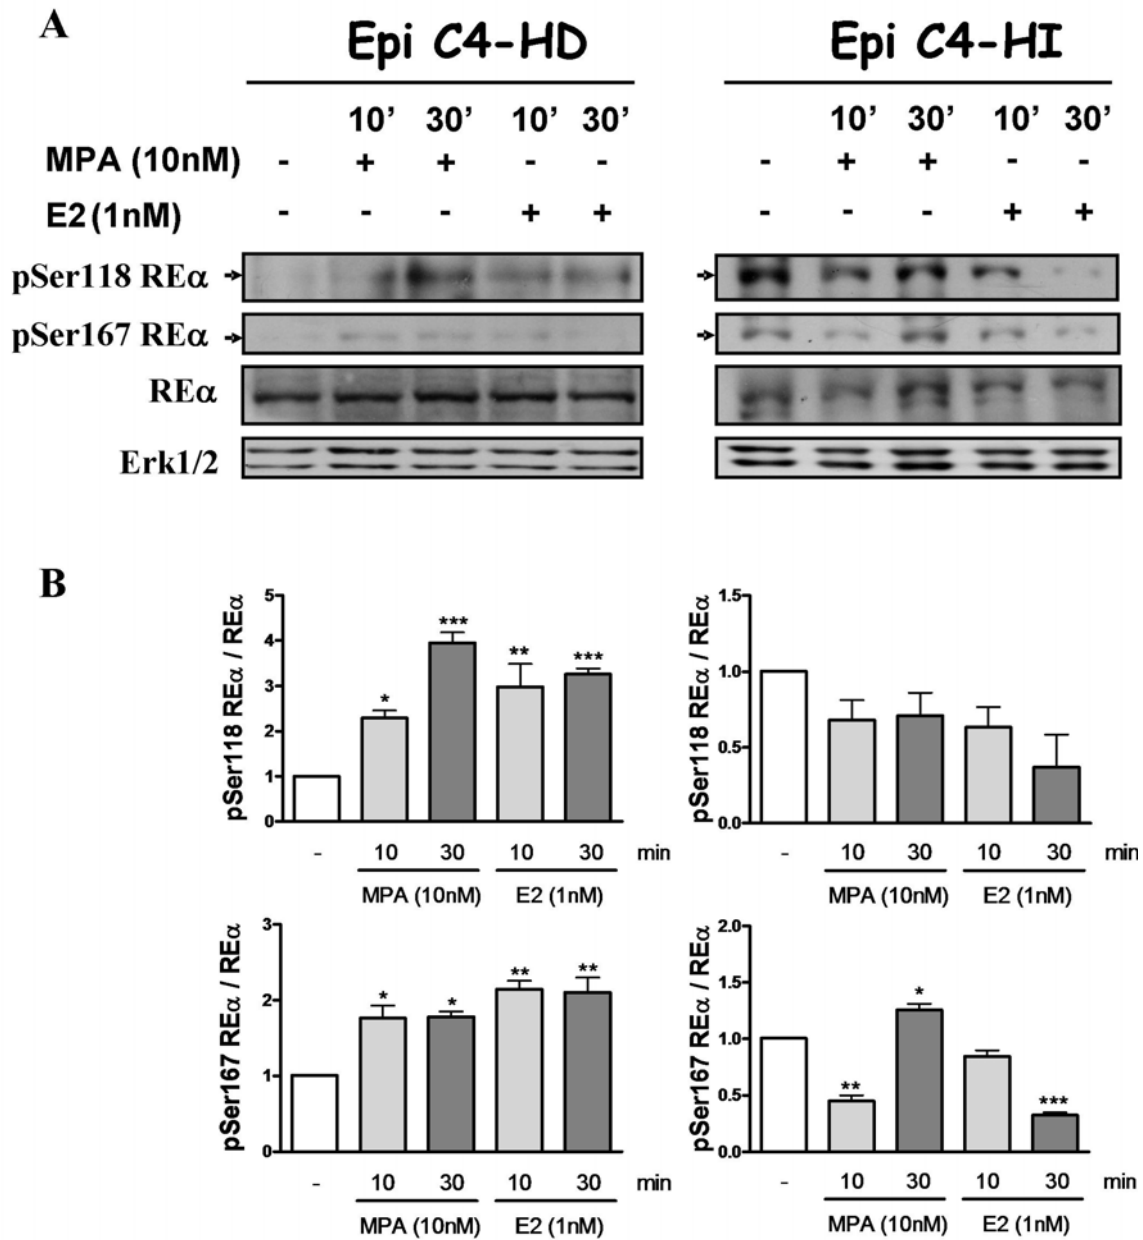 A
Epi C4-HD Epi C4-HI
10' 30' 10' 30' 10' 30' 10' 30'
MPA (10nM) - + + - - - + + - -
E2 (1nM) - - - + + - - - + +
pSer118 REα
pSer167 REα
REα
Erk1/2
B
pSer118 REα / REα
5
4
3
2
1
0
*
***
**
***
- 10 30 10 30 min
MPA (10nM) E2 (1nM)
pSer118 REα / REα
1.5
1.0
0.5
0.0
- 10 30 10 30 min
MPA (10nM) E2 (1nM)
pSer167 REα / REα
3
2
1
0
*
*
**
**
- 10 30 10 30 min
MPA (10nM) E2 (1nM)
pSer167 REα / REα
2.0
1.5
1.0
0.5
0.0
**
*
***
- 10 30 10 30 min
MPA (10nM) E2 (1nM)